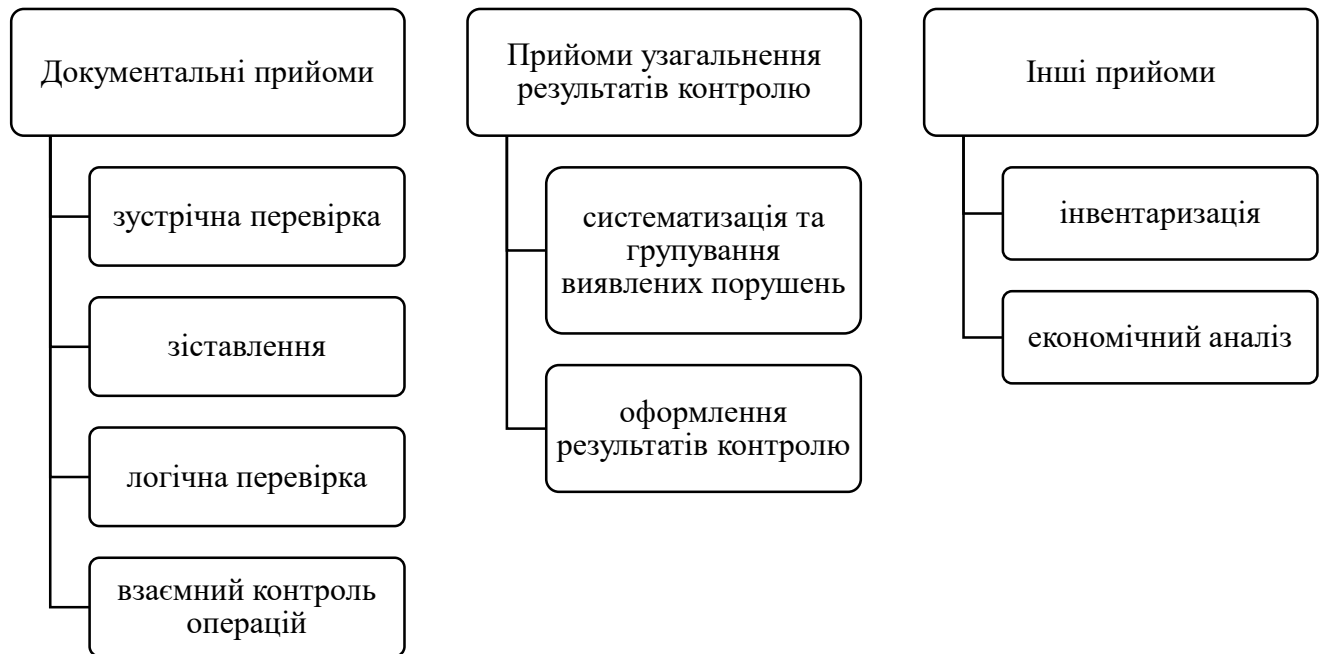 Документальні прийоми
зустрічна перевірка
зіставлення
логічна перевірка
взаємний контроль
операцій
Прийоми узагальнення
результатів контролю
систематизація та
групування
виявлених порушень
оформлення
результатів контролю
Інші прийоми
інвентаризація
економічний аналіз